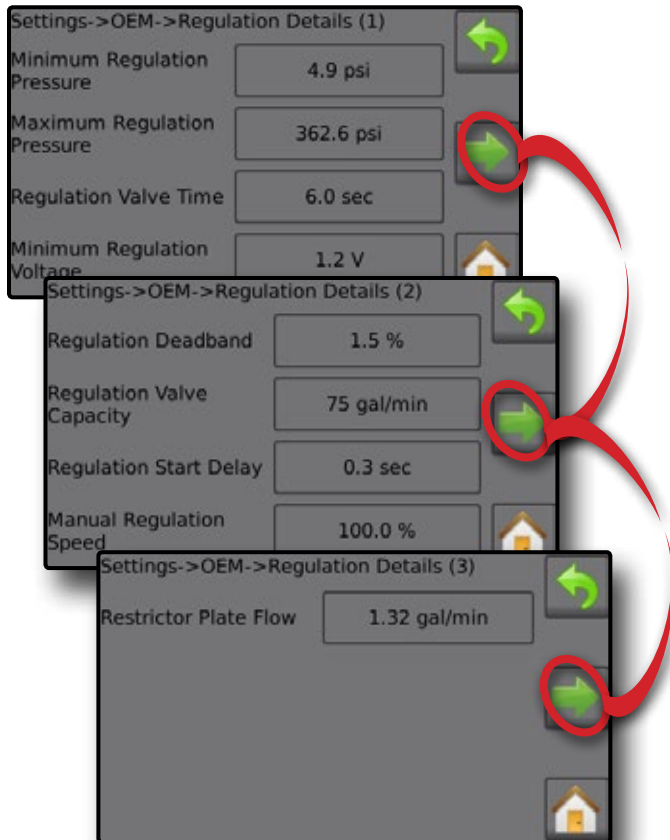 Settings->OEM->Regulation Details (1)
Minimum Regulation
Pressure
4.9 psi
Maximum Regulation
Pressure
362.6 psi
Regulation Valve Time
6.0 sec
Minimum Regulation
Voltage
1.2 V
Settings->OEM->Regulation Details (2)
Regulation Deadband
1.5 %
Regulation Valve
Capacity
75 gal/min
Regulation Start Delay
0.3 sec
Manual Regulation
Speed
100.0 %
Settings->OEM->Regulation Details (3)
Restrictor Plate Flow
1.32 gal/min